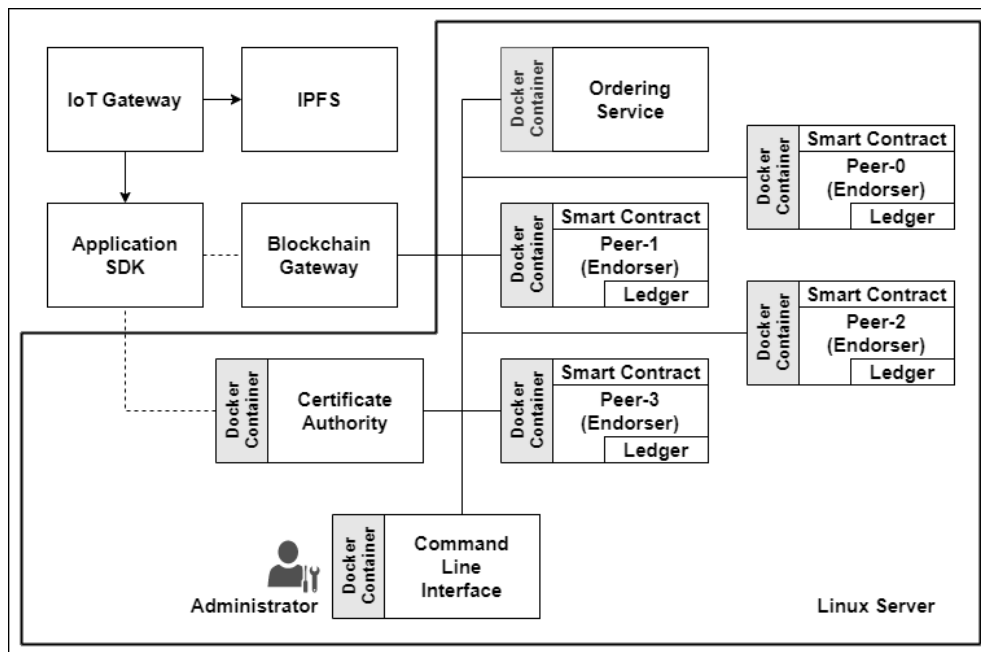 IoT Gateway
IPFS
Docker
Container
Ordering
Service
Docker
Container
Smart Contract
Peer-0
(Endorser)
Ledger
Application
SDK
Blockchain
Gateway
Docker
Container
Smart Contract
Peer-1
(Endorser)
Ledger
Docker
Container
Smart Contract
Peer-2
(Endorser)
Ledger
Docker
Container
Certificate
Authority
Docker
Container
Smart Contract
Peer-3
(Endorser)
Ledger
Administrator
Docker
Container
Command
Line
Interface
Linux Server